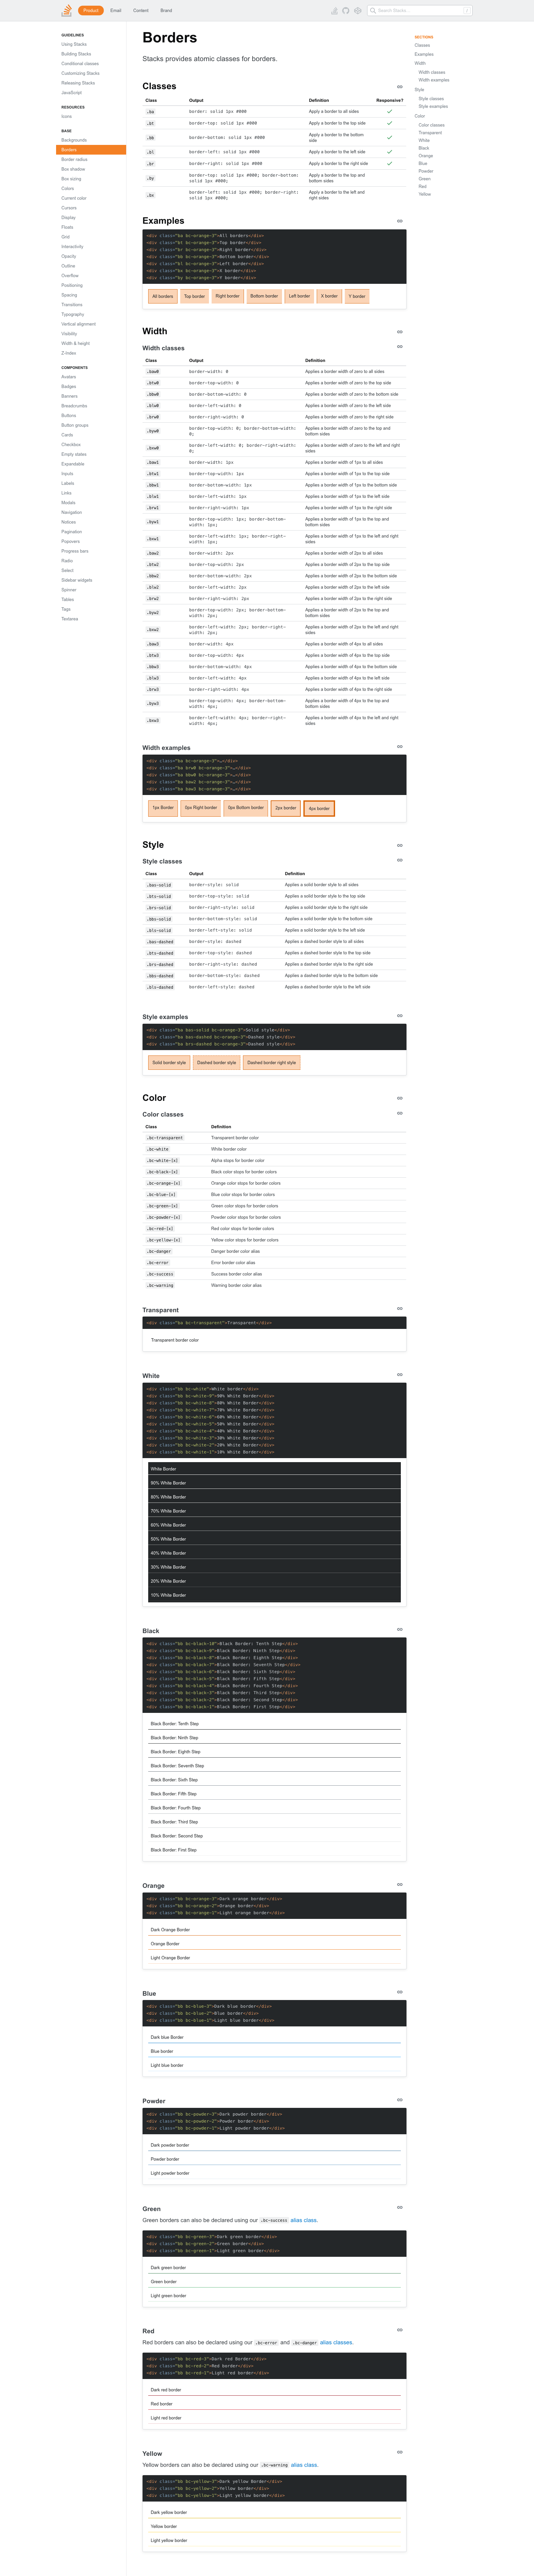 Product Email Content Brand
Search Stacks… /
GUIDELINES
Using Stacks
Building Stacks
Conditional classes
Customizing Stacks
Releasing Stacks
JavaScript
RESOURCES
Icons
BASE
Backgrounds
Borders
Border radius
Box shadow
Box sizing
Colors
Current color
Cursors
Display
Floats
Grid
Interactivity
Opacity
Outline
Overflow
Positioning
Spacing
Transitions
Typography
Vertical alignment
Visibility
Width & height
Z-index
COMPONENTS
Avatars
Badges
Banners
Breadcrumbs
Buttons
Button groups
Cards
Checkbox
Empty states
Expandable
Inputs
Labels
Links
Modals
Navigation
Notices
Pagination
Popovers
Progress bars
Radio
Select
Sidebar widgets
Spinner
Tables
Tags
Textarea
Borders
Stacks provides atomic classes for borders.
Classes
Class Output Definition Responsive?
.ba border: solid 1px #000 Apply a border to all sides
.bt border-top: solid 1px #000 Apply a border to the top side
.bb border-bottom: solid 1px #000 Apply a border to the bottom side
.bl border-left: solid 1px #000 Apply a border to the left side
.br border-right: solid 1px #000 Apply a border to the right side
.by border-top: solid 1px #000; border-bottom: solid 1px #000; Apply a border to the top and bottom sides
.bx border-left: solid 1px #000; border-right: solid 1px #000; Apply a border to the left and right sides
Examples
<div class="ba bc-orange-3">All borders</div>
<div class="bt bc-orange-3">Top border</div>
<div class="br bc-orange-3">Right border</div>
<div class="bb bc-orange-3">Bottom border</div>
<div class="bl bc-orange-3">Left border</div>
<div class="bx bc-orange-3">X border</div>
<div class="by bc-orange-3">Y border</div>
All borders Top border Right border Bottom border Left border X border Y border
Width
Width classes
Class Output Definition
.baw0 border-width: 0 Applies a border width of zero to all sides
.btw0 border-top-width: 0 Applies a border width of zero to the top side
.bbw0 border-bottom-width: 0 Applies a border width of zero to the bottom side
.blw0 border-left-width: 0 Applies a border width of zero to the left side
.brw0 border-right-width: 0 Applies a border width of zero to the right side
.byw0 border-top-width: 0; border-bottom-width: 0; Applies a border width of zero to the top and bottom sides
.bxw0 border-left-width: 0; border-right-width: 0; Applies a border width of zero to the left and right sides
.baw1 border-width: 1px Applies a border width of 1px to all sides
.btw1 border-top-width: 1px Applies a border width of 1px to the top side
.bbw1 border-bottom-width: 1px Applies a border width of 1px to the bottom side
.blw1 border-left-width: 1px Applies a border width of 1px to the left side
.brw1 border-right-width: 1px Applies a border width of 1px to the right side
.byw1 border-top-width: 1px; border-bottom-width: 1px; Applies a border width of 1px to the top and bottom sides
.bxw1 border-left-width: 1px; border-right-width: 1px; Applies a border width of 1px to the left and right sides
.baw2 border-width: 2px Applies a border width of 2px to all sides
.btw2 border-top-width: 2px Applies a border width of 2px to the top side
.bbw2 border-bottom-width: 2px Applies a border width of 2px to the bottom side
.blw2 border-left-width: 2px Applies a border width of 2px to the left side
.brw2 border-right-width: 2px Applies a border width of 2px to the right side
.byw2 border-top-width: 2px; border-bottom-width: 2px; Applies a border width of 2px to the top and bottom sides
.bxw2 border-left-width: 2px; border-right-width: 2px; Applies a border width of 2px to the left and right sides
.baw3 border-width: 4px Applies a border width of 4px to all sides
.btw3 border-top-width: 4px Applies a border width of 4px to the top side
.bbw3 border-bottom-width: 4px Applies a border width of 4px to the bottom side
.blw3 border-left-width: 4px Applies a border width of 4px to the left side
.brw3 border-right-width: 4px Applies a border width of 4px to the right side
.byw3 border-top-width: 4px; border-bottom-width: 4px; Applies a border width of 4px to the top and bottom sides
.bxw3 border-left-width: 4px; border-right-width: 4px; Applies a border width of 4px to the left and right sides
Width examples
<div class="ba bc-orange-3">…</div>
<div class="ba brw0 bc-orange-3">…</div>
<div class="ba bbw0 bc-orange-3">…</div>
<div class="ba baw2 bc-orange-3">…</div>
<div class="ba baw3 bc-orange-3">…</div>
1px Border 0px Right border 0px Bottom border 2px border 4px border
Style
Style classes
Class Output Definition
.bas-solid border-style: solid Applies a solid border style to all sides
.bts-solid border-top-style: solid Applies a solid border style to the top side
.brs-solid border-right-style: solid Applies a solid border style to the right side
.bbs-solid border-bottom-style: solid Applies a solid border style to the bottom side
.bls-solid border-left-style: solid Applies a solid border style to the left side
.bas-dashed border-style: dashed Applies a dashed border style to all sides
.bts-dashed border-top-style: dashed Applies a dashed border style to the top side
.brs-dashed border-right-style: dashed Applies a dashed border style to the right side
.bbs-dashed border-bottom-style: dashed Applies a dashed border style to the bottom side
.bls-dashed border-left-style: dashed Applies a dashed border style to the left side
Style examples
<div class="ba bas-solid bc-orange-3">Solid style</div>
<div class="ba bas-dashed bc-orange-3">Dashed style</div>
<div class="ba brs-dashed bc-orange-3">Dashed style</div>
Solid border style Dashed border style Dashed border right style
Color
Color classes
Class Definition
.bc-transparent Transparent border color
.bc-white White border color
.bc-white-[x] Alpha stops for border color
.bc-black-[x] Black color stops for border colors
.bc-orange-[x] Orange color stops for border colors
.bc-blue-[x] Blue color stops for border colors
.bc-green-[x] Green color stops for border colors
.bc-powder-[x] Powder color stops for border colors
.bc-red-[x] Red color stops for border colors
.bc-yellow-[x] Yellow color stops for border colors
.bc-danger Danger border color alias
.bc-error Error border color alias
.bc-success Success border color alias
.bc-warning Warning border color alias
Transparent
<div class="ba bc-transparent">Transparent</div>
Transparent border color
White
<div class="bb bc-white">White border</div>
<div class="bb bc-white-9">90% White Border</div>
<div class="bb bc-white-8">80% White Border</div>
<div class="bb bc-white-7">70% White Border</div>
<div class="bb bc-white-6">60% White Border</div>
<div class="bb bc-white-5">50% White Border</div>
<div class="bb bc-white-4">40% White Border</div>
<div class="bb bc-white-3">30% White Border</div>
<div class="bb bc-white-2">20% White Border</div>
<div class="bb bc-white-1">10% White Border</div>
White Border
90% White Border
80% White Border
70% White Border
60% White Border
50% White Border
40% White Border
30% White Border
20% White Border
10% White Border
Black
<div class="bb bc-black-10">Black Border: Tenth Step</div>
<div class="bb bc-black-9">Black Border: Ninth Step</div>
<div class="bb bc-black-8">Black Border: Eighth Step</div>
<div class="bb bc-black-7">Black Border: Seventh Step</div>
<div class="bb bc-black-6">Black Border: Sixth Step</div>
<div class="bb bc-black-5">Black Border: Fifth Step</div>
<div class="bb bc-black-4">Black Border: Fourth Step</div>
<div class="bb bc-black-3">Black Border: Third Step</div>
<div class="bb bc-black-2">Black Border: Second Step</div>
<div class="bb bc-black-1">Black Border: First Step</div>
Black Border: Tenth Step
Black Border: Ninth Step
Black Border: Eighth Step
Black Border: Seventh Step
Black Border: Sixth Step
Black Border: Fifth Step
Black Border: Fourth Step
Black Border: Third Step
Black Border: Second Step
Black Border: First Step
Orange
<div class="bb bc-orange-3">Dark orange border</div>
<div class="bb bc-orange-2">Orange border</div>
<div class="bb bc-orange-1">Light orange border</div>
Dark Orange Border
Orange Border
Light Orange Border
Blue
<div class="bb bc-blue-3">Dark blue border</div>
<div class="bb bc-blue-2">Blue border</div>
<div class="bb bc-blue-1">Light blue border</div>
Dark blue Border
Blue border
Light blue border
Powder
<div class="bb bc-powder-3">Dark powder border</div>
<div class="bb bc-powder-2">Powder border</div>
<div class="bb bc-powder-1">Light powder border</div>
Dark powder border
Powder border
Light powder border
Green
Green borders can also be declared using our .bc-success alias class.
<div class="bb bc-green-3">Dark green border</div>
<div class="bb bc-green-2">Green border</div>
<div class="bb bc-green-1">Light green border</div>
Dark green border
Green border
Light green border
Red
Red borders can also be declared using our .bc-error and .bc-danger alias classes.
<div class="bb bc-red-3">Dark red Border</div>
<div class="bb bc-red-2">Red border</div>
<div class="bb bc-red-1">Light red border</div>
Dark red border
Red border
Light red border
Yellow
Yellow borders can also be declared using our .bc-warning alias class.
<div class="bb bc-yellow-3">Dark yellow Border</div>
<div class="bb bc-yellow-2">Yellow border</div>
<div class="bb bc-yellow-1">Light yellow border</div>
Dark yellow border
Yellow border
Light yellow border
SECTIONS
Classes
Examples
Width
Width classes
Width examples
Style
Style classes
Style examples
Color
Color classes
Transparent
White
Black
Orange
Blue
Powder
Green
Red
Yellow